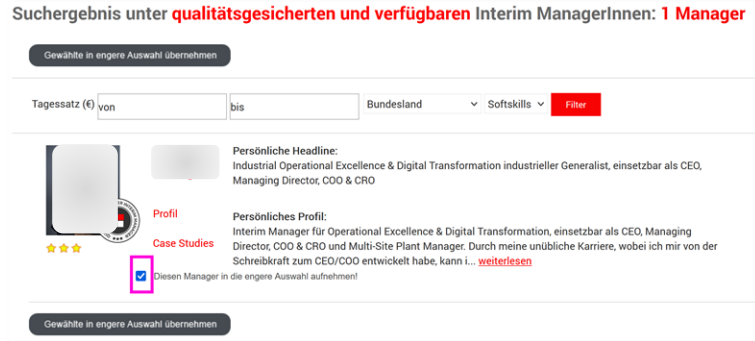 Suchergebnis unter qualitätsgesicherten und verfügbaren Interim ManagerInnen: 1 Manager
Gewählte in engere Auswahl übernehmen
Tagessatz (€) von bis Bundesland Softskills Filter
Persönliche Headline:
Industrial Operational Excellence & Digital Transformation industrieller Generalist, einsetzbar als CEO,
Managing Director, COO & CRO
Profil
Persönliches Profil:
Interim Manager für Operational Excellence & Digital Transformation, einsetzbar als CEO, Managing
Case Studies
Director, COO & CRO und Multi-Site Plant Manager. Durch meine unübliche Karriere, wobei ich mir von der
Schreibkraft zum CEO/COO entwickelt habe, kann i... weiterlesen
Diesen Manager in die engere Auswahl aufnehmen!
Gewählte in engere Auswahl übernehmen